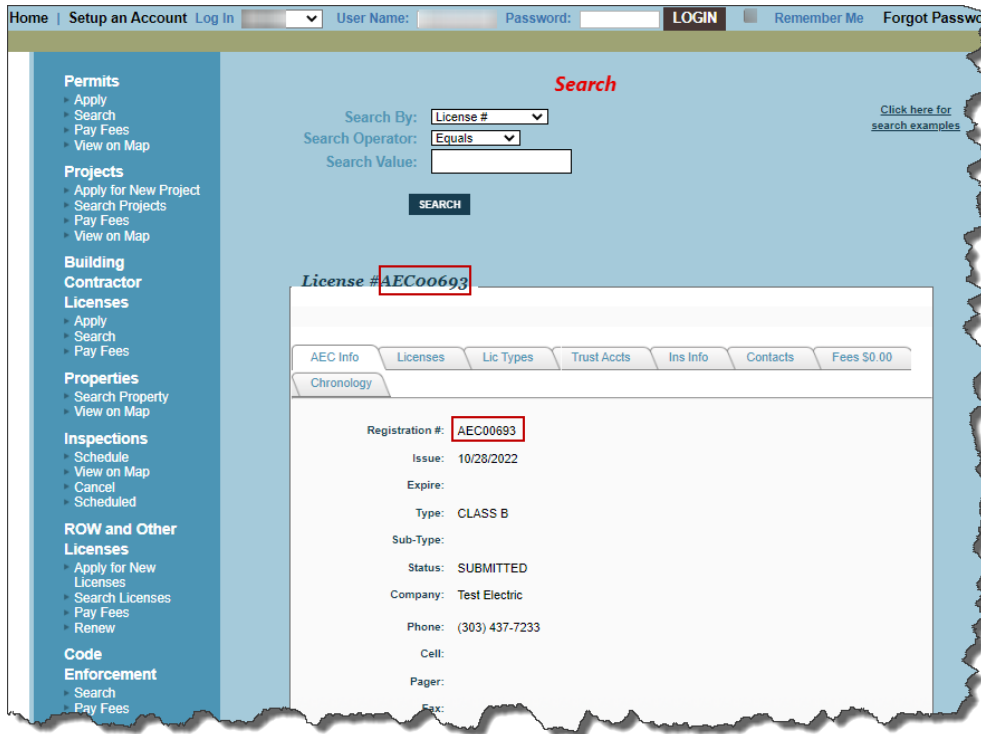 Home | Setup an Account Log In User Name: Password: LOGIN Remember Me Forgot Passwo
Permits
Apply
Search
Pay Fees
View on Map
Projects
Apply for New Project
Search Projects
Pay Fees
View on Map
Building
Contractor
Licenses
Apply
Search
Pay Fees
Properties
Search Property
View on Map
Inspections
Schedule
View on Map
Cancel
Scheduled
ROW and Other
Licenses
Apply for New
Licenses
Search Licenses
Pay Fees
Renew
Code
Enforcement
Search
Pay Fees
Search
Click here for
search examples
Search By: License #
Search Operator: Equals
Search Value:
SEARCH
License #AEC00693
AEC Info Licenses Lic Types Trust Accts Ins Info Contacts Fees $0.00
Chronology
Registration #: AEC00693
Issue: 10/28/2022
Expire:
Type: CLASS B
Sub-Type:
Status: SUBMITTED
Company: Test Electric
Phone: (303) 437-7233
Cell:
Pager:
Fax: